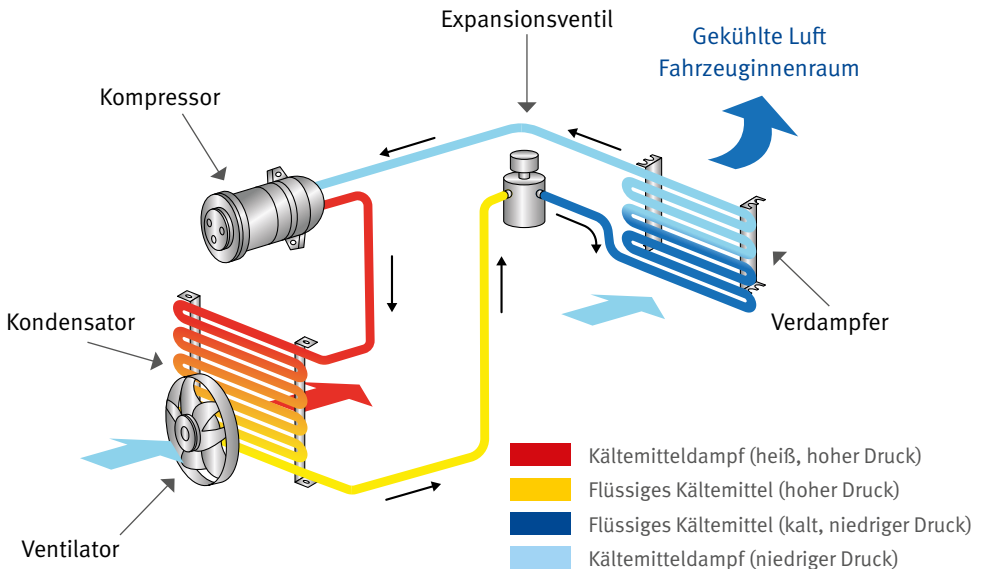 Expansionsventil
Gekühlte Luft
Fahrzeuginnenraum
Kompressor
Kondensator
Verdampfer
Ventilator
Kältemitteldampf (heiß, hoher Druck)
Flüssiges Kältemittel (hoher Druck)
Flüssiges Kältemittel (kalt, niedriger Druck)
Kältemitteldampf (niedriger Druck)